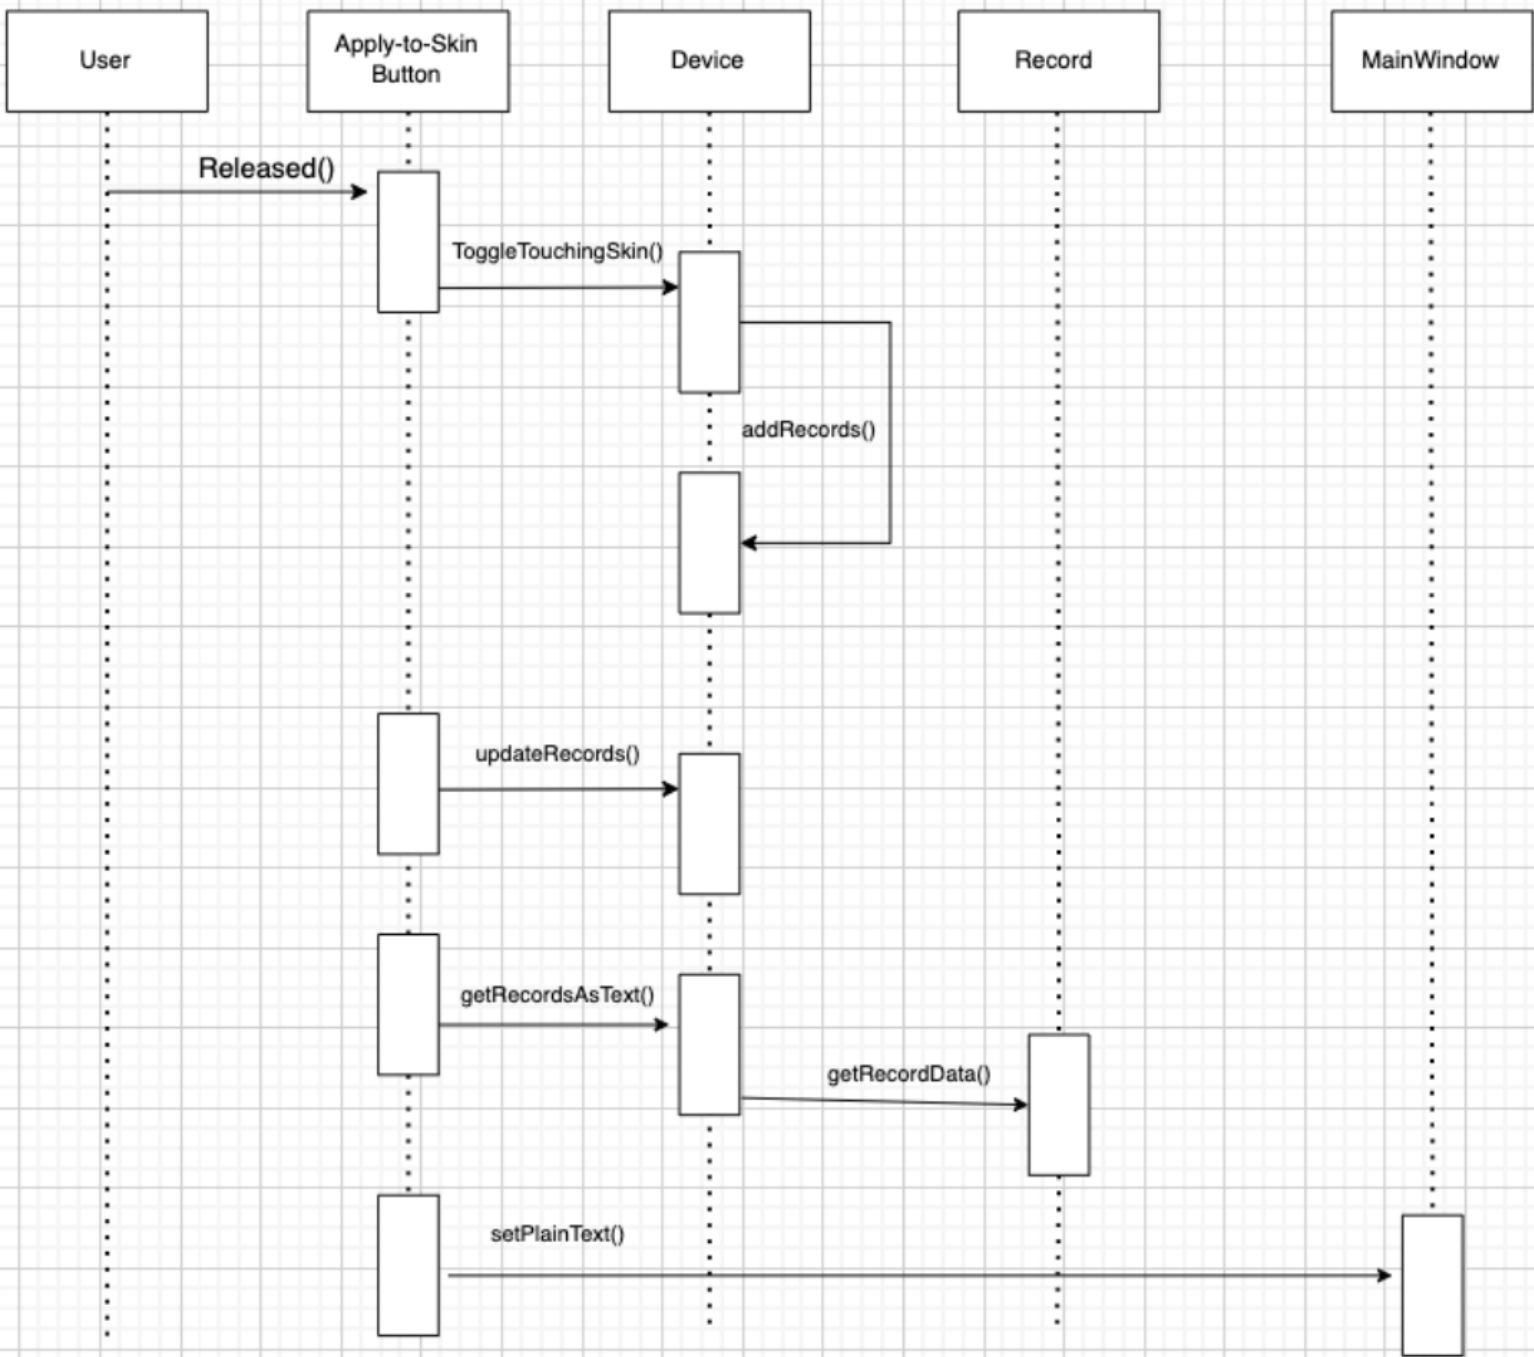 User
Apply-to-Skin
Button
Device
Record
MainWindow
Released()
ToggleTouchingSkin()
addRecords()
updateRecords()
getRecordsAsText()
getRecordData()
setPlainText()